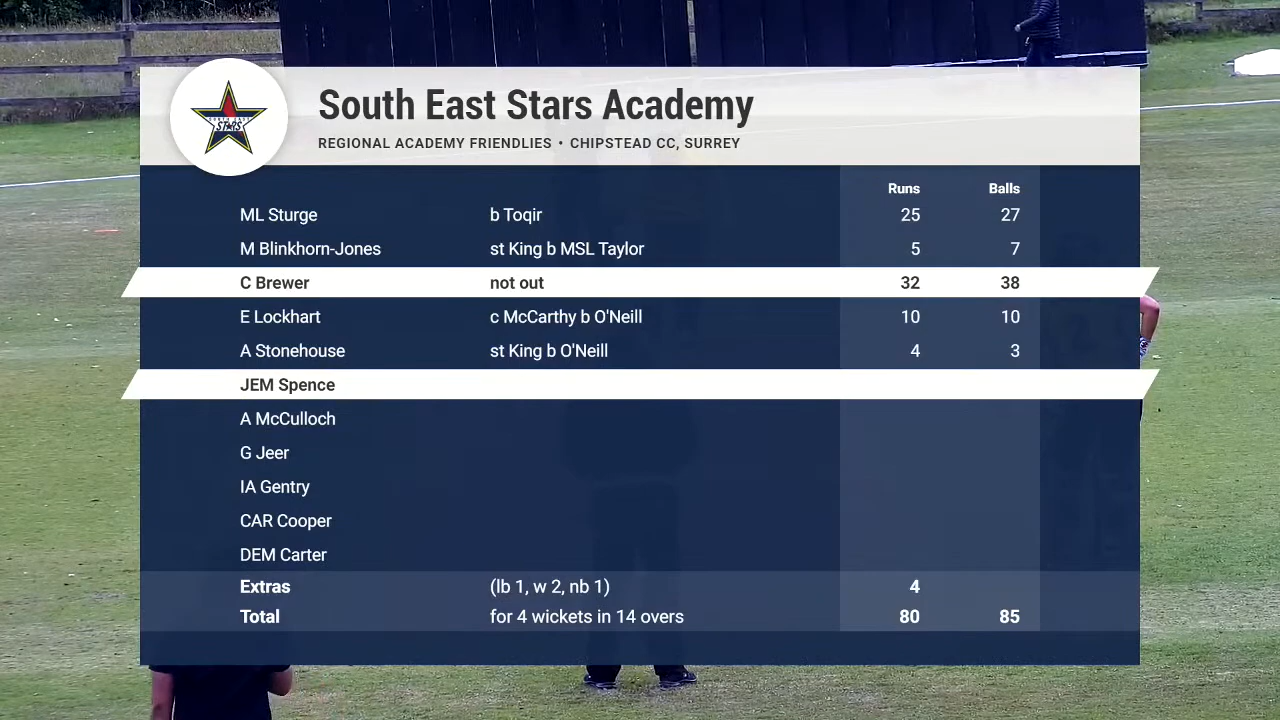 South East Stars Academy
REGIONAL ACADEMY FRIENDLIES • CHIPSTEAD CC, SURREY
Runs Balls
ML Sturge b Toqir 25 27
M Blinkhorn-Jones st King b MSL Taylor 5 7
C Brewer not out 32 38
E Lockhart c McCarthy b O'Neill 10 10
A Stonehouse st King b O'Neill 4 3
JEM Spence
A McCulloch
G Jeer
IA Gentry
CAR Cooper
DEM Carter
Extras (lb 1, w 2, nb 1) 4
Total for 4 wickets in 14 overs 80 85
STARS